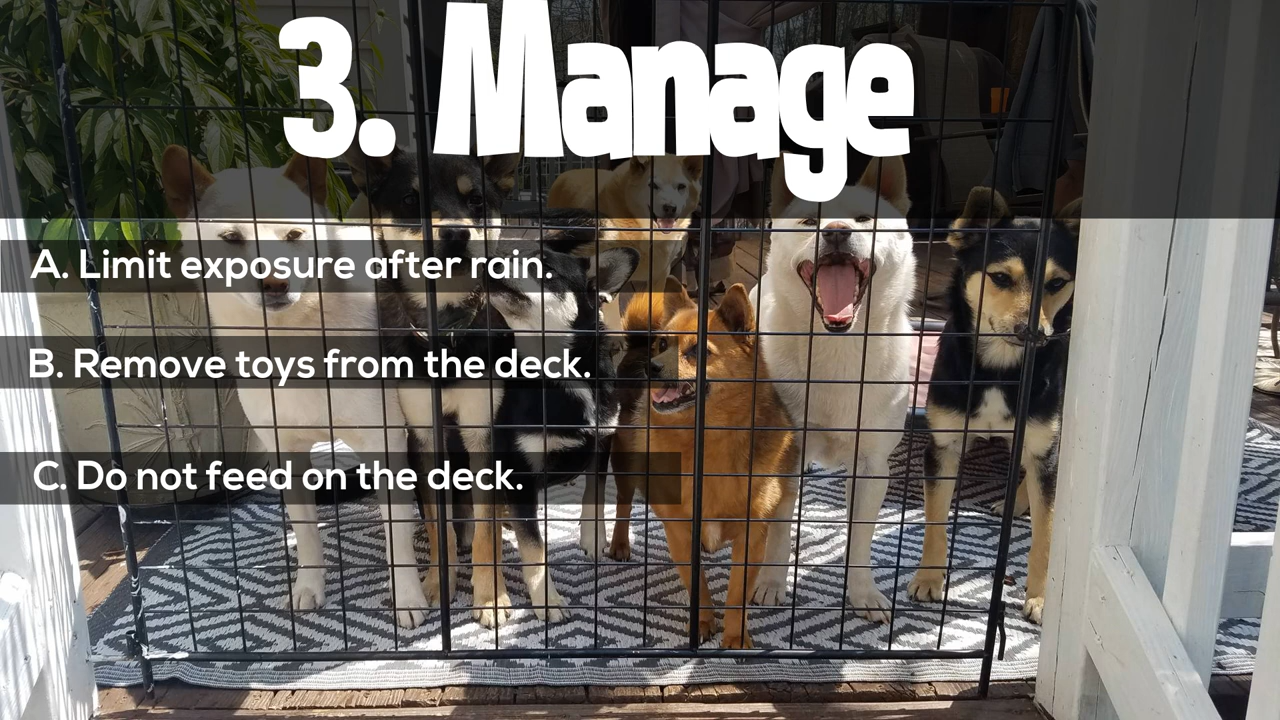 3. Manage
A. Limit exposure after rain.
B. Remove toys from the deck.
C. Do not feed on the deck.